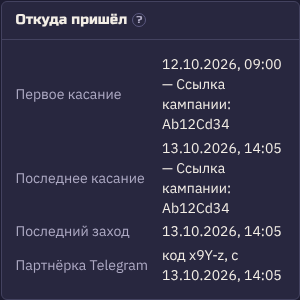 Откуда пришёл ?
Первое касание
12.10.2026, 09:00
— Ссылка
кампании:
Ab12Cd34
Последнее касание
13.10.2026, 14:05
— Ссылка
кампании:
Ab12Cd34
Последний заход
13.10.2026, 14:05
Партнёрка Telegram
код x9Y-z, с
13.10.2026, 14:05